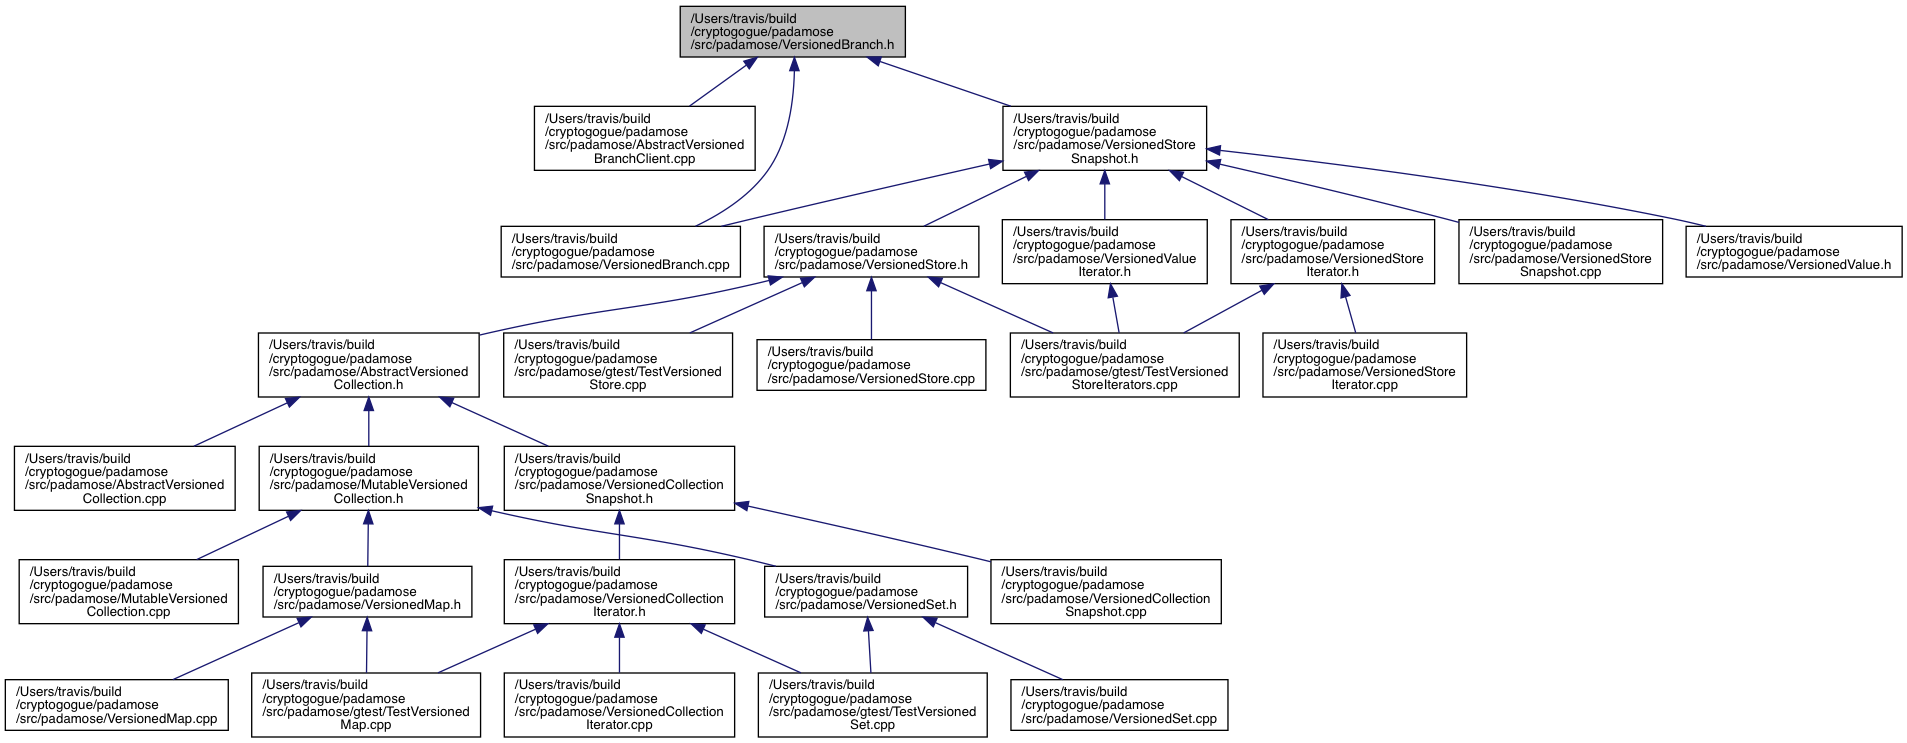 /Users/travis/build
/cryptogogue/padamose
/src/padamose/VersionedBranch.h
/Users/travis/build
/cryptogogue/padamose
/src/padamose/AbstractVersioned
BranchClient.cpp
/Users/travis/build
/cryptogogue/padamose
/src/padamose/VersionedStore
Snapshot.h
/Users/travis/build
/cryptogogue/padamose
/src/padamose/VersionedBranch.cpp
/Users/travis/build
/cryptogogue/padamose
/src/padamose/VersionedStore.h
/Users/travis/build
/cryptogogue/padamose
/src/padamose/VersionedValue
Iterator.h
/Users/travis/build
/cryptogogue/padamose
/src/padamose/VersionedStore
Iterator.h
/Users/travis/build
/cryptogogue/padamose
/src/padamose/VersionedStore
Snapshot.cpp
/Users/travis/build
/cryptogogue/padamose
/src/padamose/VersionedValue.h
/Users/travis/build
/cryptogogue/padamose
/src/padamose/AbstractVersioned
Collection.h
/Users/travis/build
/cryptogogue/padamose
/src/padamose/gtest/TestVersioned
Store.cpp
/Users/travis/build
/cryptogogue/padamose
/src/padamose/VersionedStore.cpp
/Users/travis/build
/cryptogogue/padamose
/src/padamose/gtest/TestVersioned
StoreIterators.cpp
/Users/travis/build
/cryptogogue/padamose
/src/padamose/VersionedStore
Iterator.cpp
/Users/travis/build
/cryptogogue/padamose
/src/padamose/AbstractVersioned
Collection.cpp
/Users/travis/build
/cryptogogue/padamose
/src/padamose/MutableVersioned
Collection.h
/Users/travis/build
/cryptogogue/padamose
/src/padamose/VersionedCollection
Snapshot.h
/Users/travis/build
/cryptogogue/padamose
/src/padamose/MutableVersioned
Collection.cpp
/Users/travis/build
/cryptogogue/padamose
/src/padamose/VersionedMap.h
/Users/travis/build
/cryptogogue/padamose
/src/padamose/VersionedCollection
Iterator.h
/Users/travis/build
/cryptogogue/padamose
/src/padamose/VersionedSet.h
/Users/travis/build
/cryptogogue/padamose
/src/padamose/VersionedCollection
Snapshot.cpp
/Users/travis/build
/cryptogogue/padamose
/src/padamose/VersionedMap.cpp
/Users/travis/build
/cryptogogue/padamose
/src/padamose/gtest/TestVersioned
Map.cpp
/Users/travis/build
/cryptogogue/padamose
/src/padamose/VersionedCollection
Iterator.cpp
/Users/travis/build
/cryptogogue/padamose
/src/padamose/gtest/TestVersioned
Set.cpp
/Users/travis/build
/cryptogogue/padamose
/src/padamose/VersionedSet.cpp